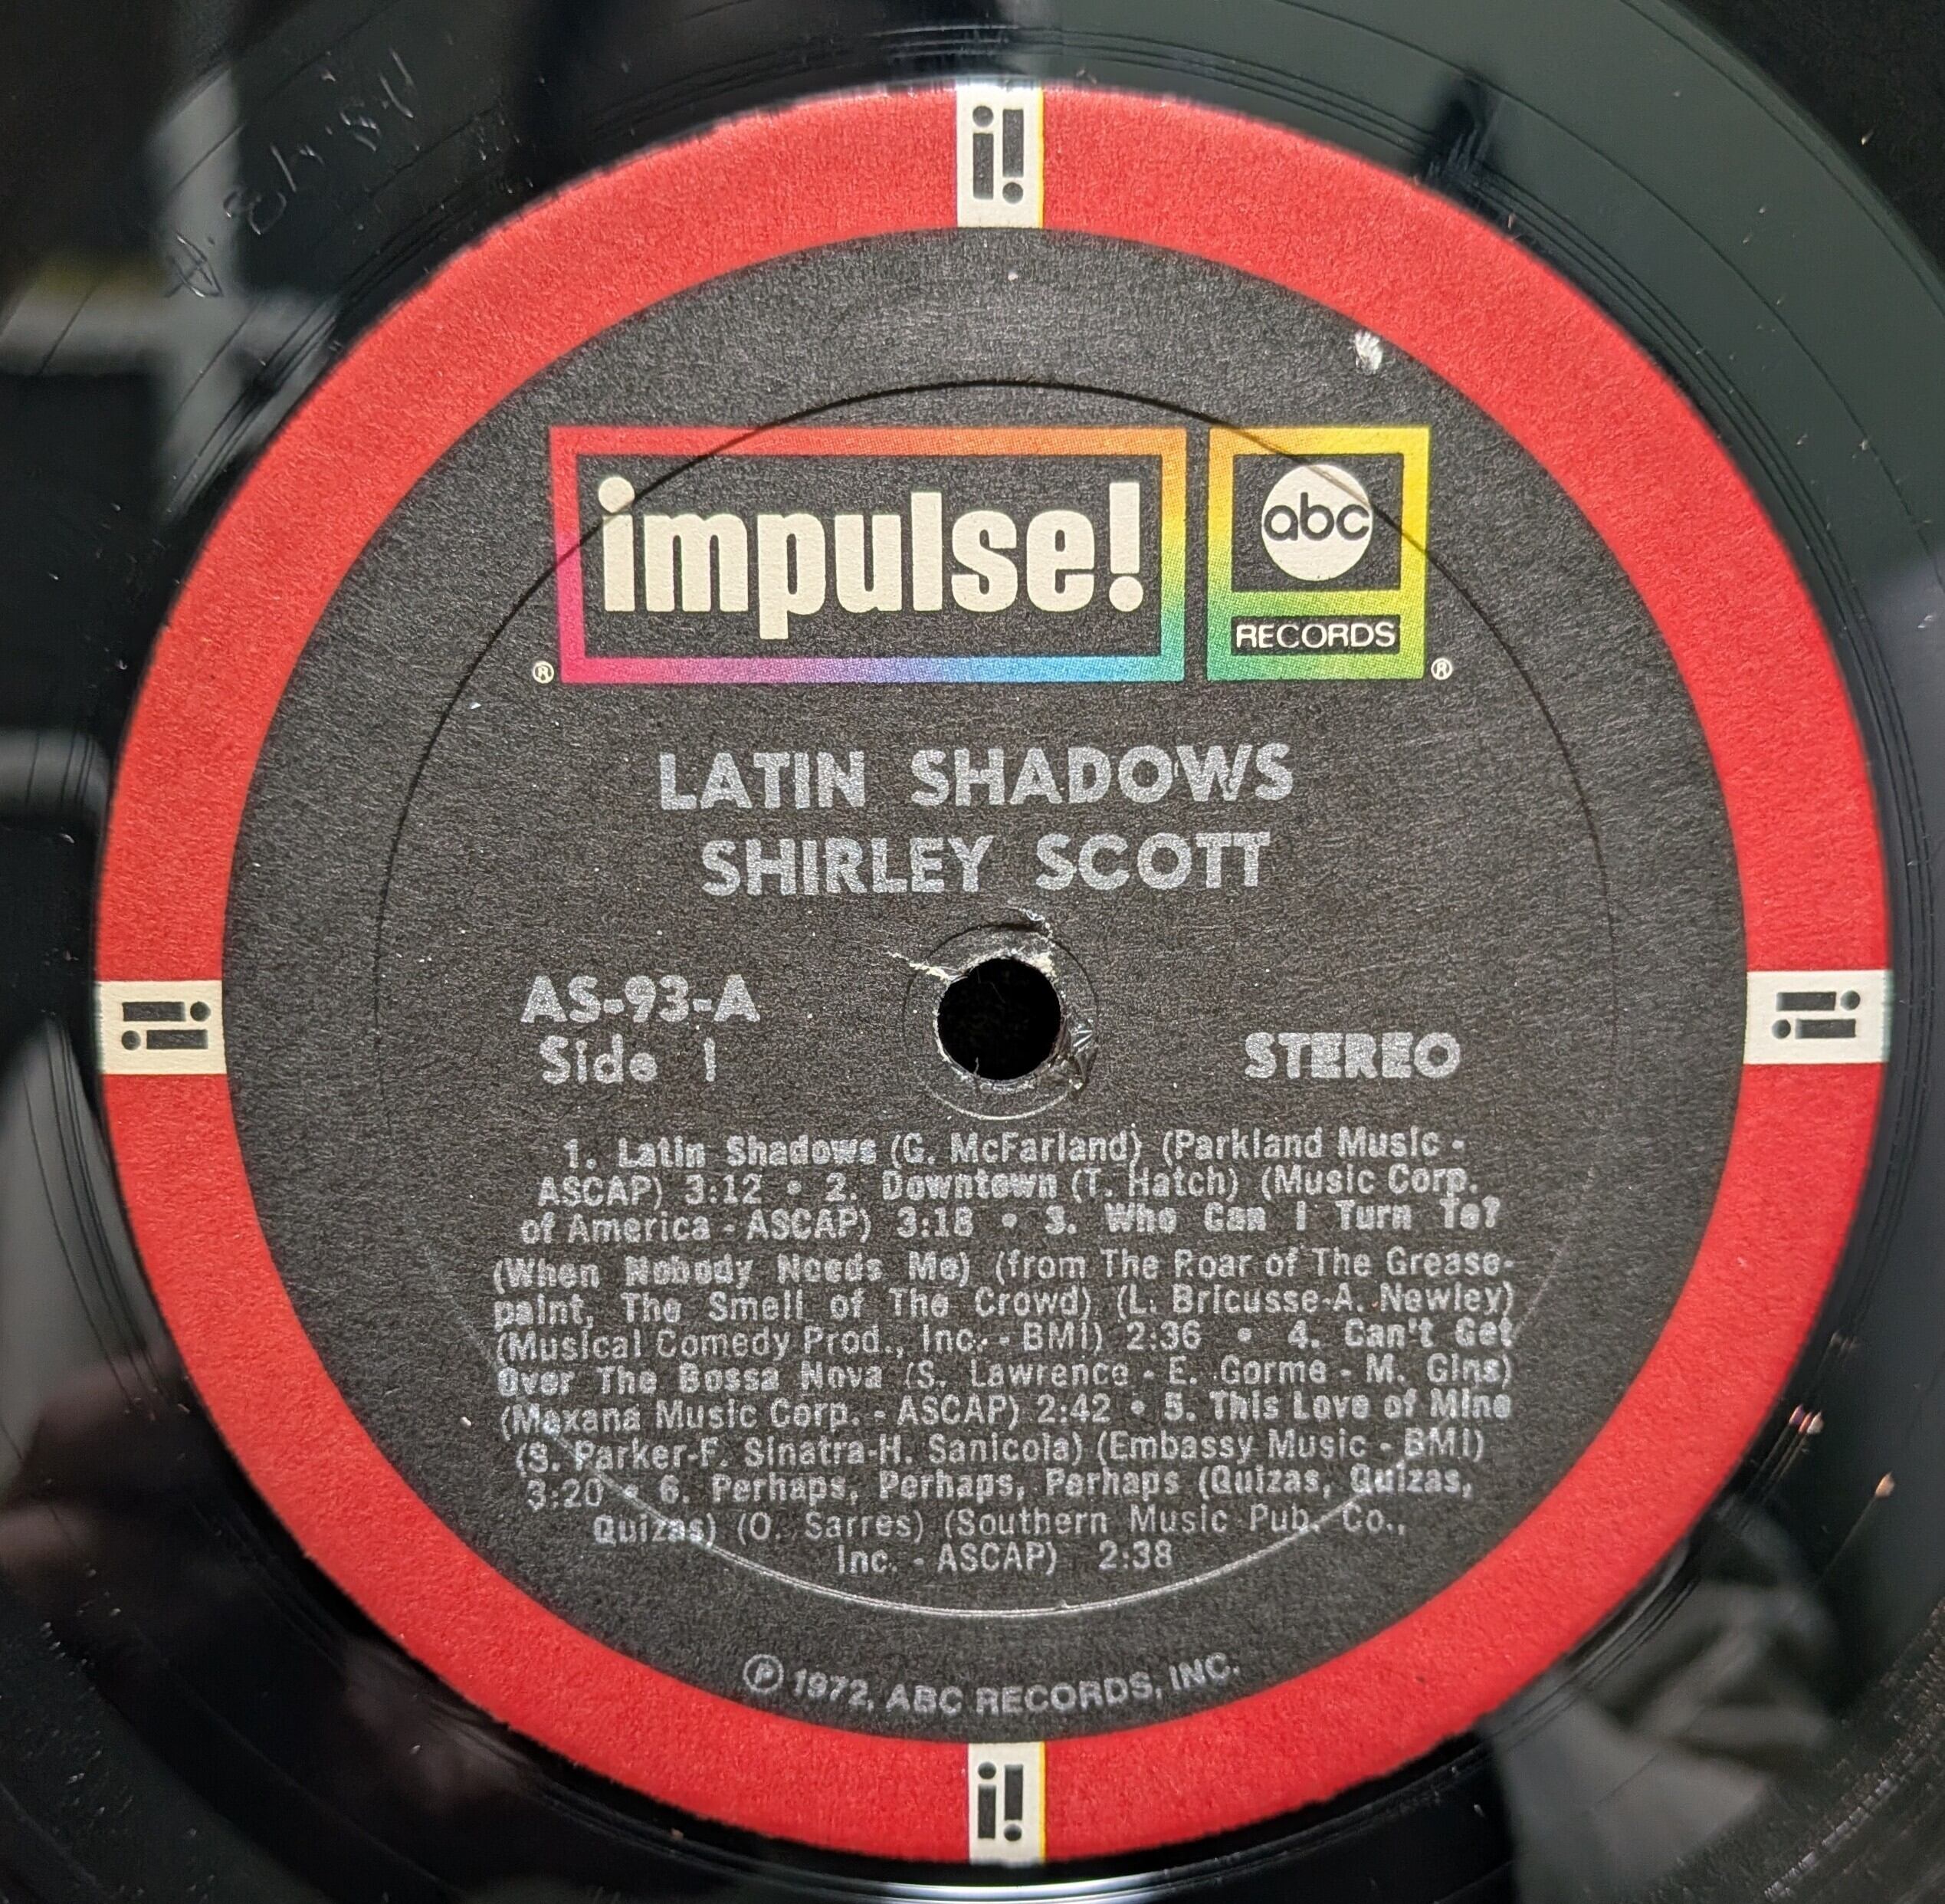 i!
impulse!
abc
RECORDS
® ®
LATIN SHADOWS
SHIRLEY SCOTT
AS-93-A
Side 1
STEREO
i!
i!
1. Latin Shadows (G. McFarland) (Parkland Music -
ASCAP) 3:12 • 2. Downtown (T. Hatch) (Music Corp.
of America - ASCAP) 3:18 • 3. Who Can I Turn To?
(When Nobody Needs Me) (from The Roar of The Grease-
paint, The Smell of The Crowd) (L. Bricusse-A. Newley)
(Musical Comedy Prod., Inc. - BMI) 2:36 • 4. Can't Get
Over The Bossa Nova (S. Lawrence - E. Gorme - M. Gins)
(Maxana Music Corp. - ASCAP) 2:42 • 5. This Love of Mine
(S. Parker-F. Sinatra-H. Sanicola) (Embassy Music - BMI)
3:20 • 6. Perhaps, Perhaps, Perhaps (Quizas, Quizas,
Quizas) (O. Sarres) (Southern Music Pub. Co.,
Inc. - ASCAP) 2:38
℗ 1972, ABC RECORDS, INC.
i!